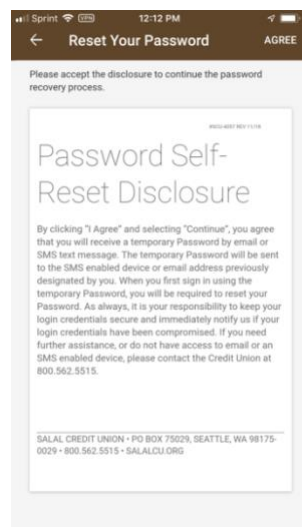 Sprint VPN 12:12 PM
← Reset Your Password AGREE
Please accept the disclosure to continue the password
recovery process.
Password Self-
Reset Disclosure
By clicking "I Agree" and selecting "Continue", you agree
that you will receive a temporary Password by email or
SMS text message. The temporary Password will be sent
to the SMS enabled device or email address previously
designated by you. When you first sign in using the
temporary Password, you will be required to reset your
Password. As always, it is your responsibility to keep your
login credentials secure and immediately notify us if your
login credentials have been compromised. If you need
further assistance, or do not have access to email or an
SMS enabled device, please contact the Credit Union at
800.562.5515.
SALAL CREDIT UNION • PO BOX 75029, SEATTLE, WA 98175-
0029 • 800.562.5515 • SALALCU.ORG